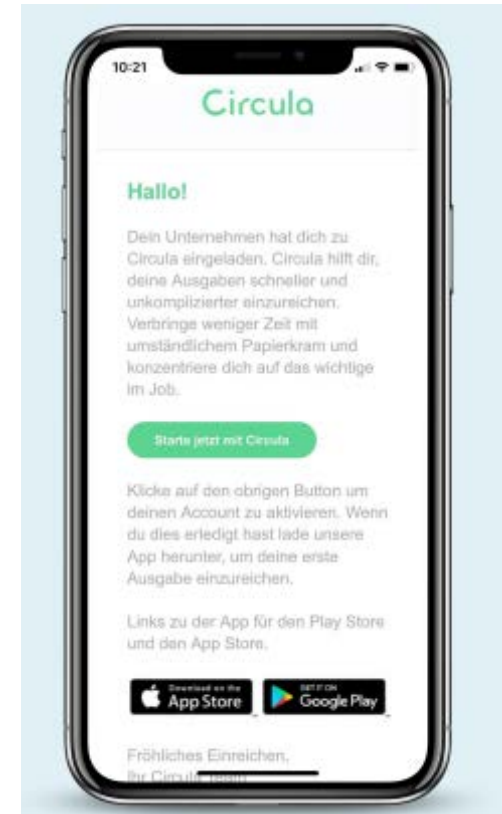 10:21
Circula
Hallo!
Dein Unternehmen hat dich zu
Circula eingeladen. Circula hilft dir,
deine Ausgaben schneller und
unkomplizierter einzureichen.
Verbringe weniger Zeit mit
umständlichem Papierkram und
konzentriere dich auf das wichtige
im Job.
Starte jetzt mit Circula
Klicke auf den obrigen Button um
deinen Account zu aktivieren. Wenn
du dies erledigt hast lade unsere
App herunter, um deine erste
Ausgabe einzureichen.
Links zu der App für den Play Store
und den App Store.
Download on the
App Store
GET IT ON
Google Play
Fröhliches Einreichen,
Ihr Circula Team